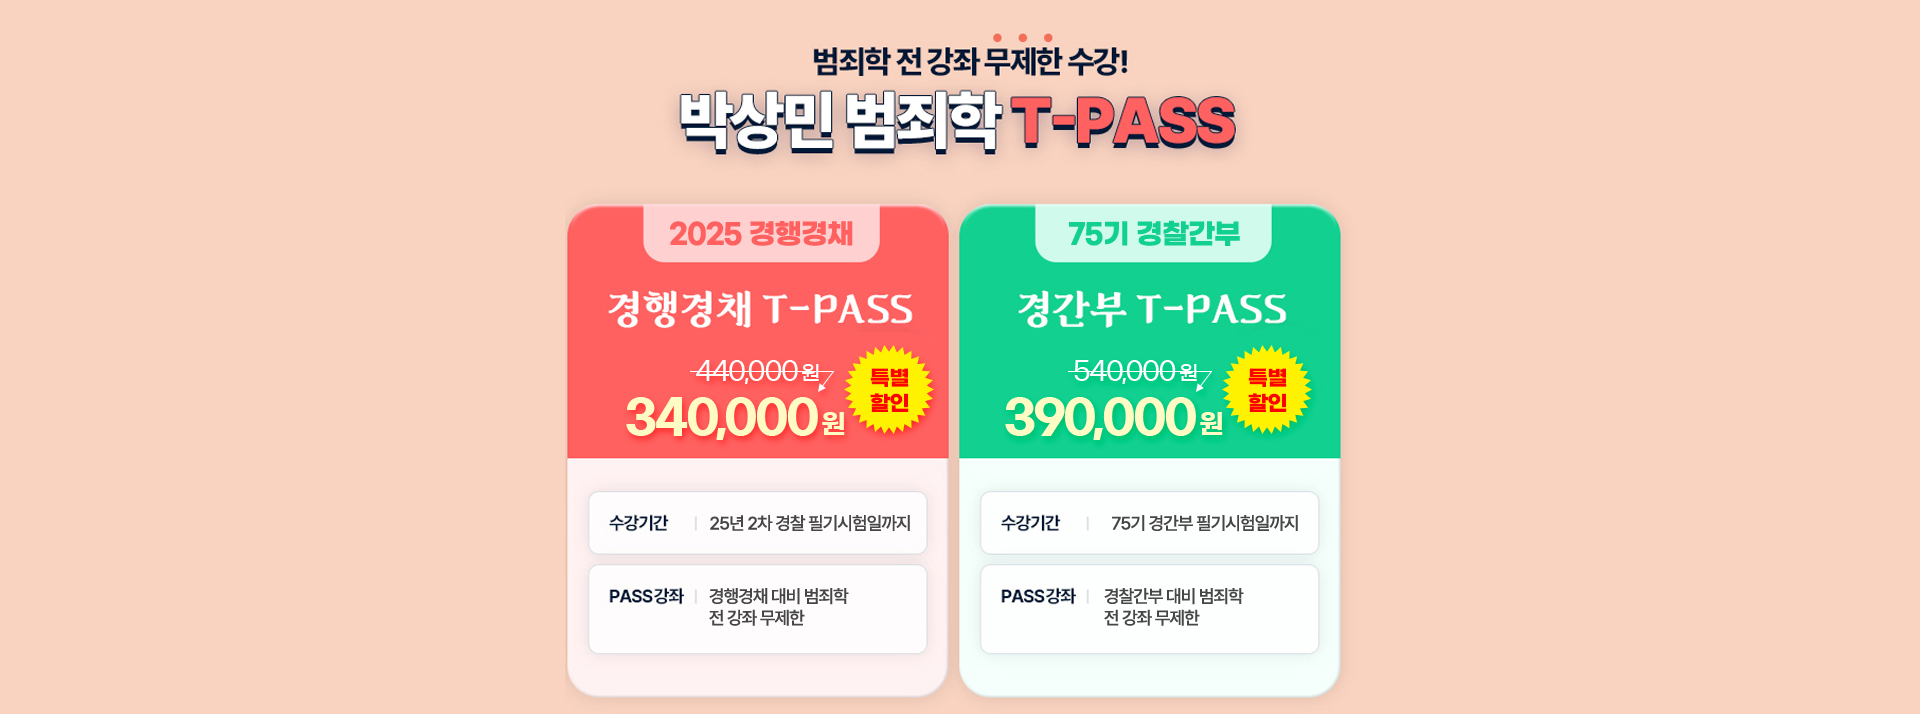 범죄학 전 강좌 무제한 수강!
박상민 범죄학 T-PASS
2025 경행경채
경행경채 T-PASS
440,000원
340,000원
특별
할인
수강기간 | 25년 2차 경찰 필기시험일까지
PASS강좌 | 경행경채 대비 범죄학
전 강좌 무제한
75기 경찰간부
경간부 T-PASS
540,000원
390,000원
특별
할인
수강기간 | 75기 경간부 필기시험일까지
PASS강좌 | 경찰간부 대비 범죄학
전 강좌 무제한